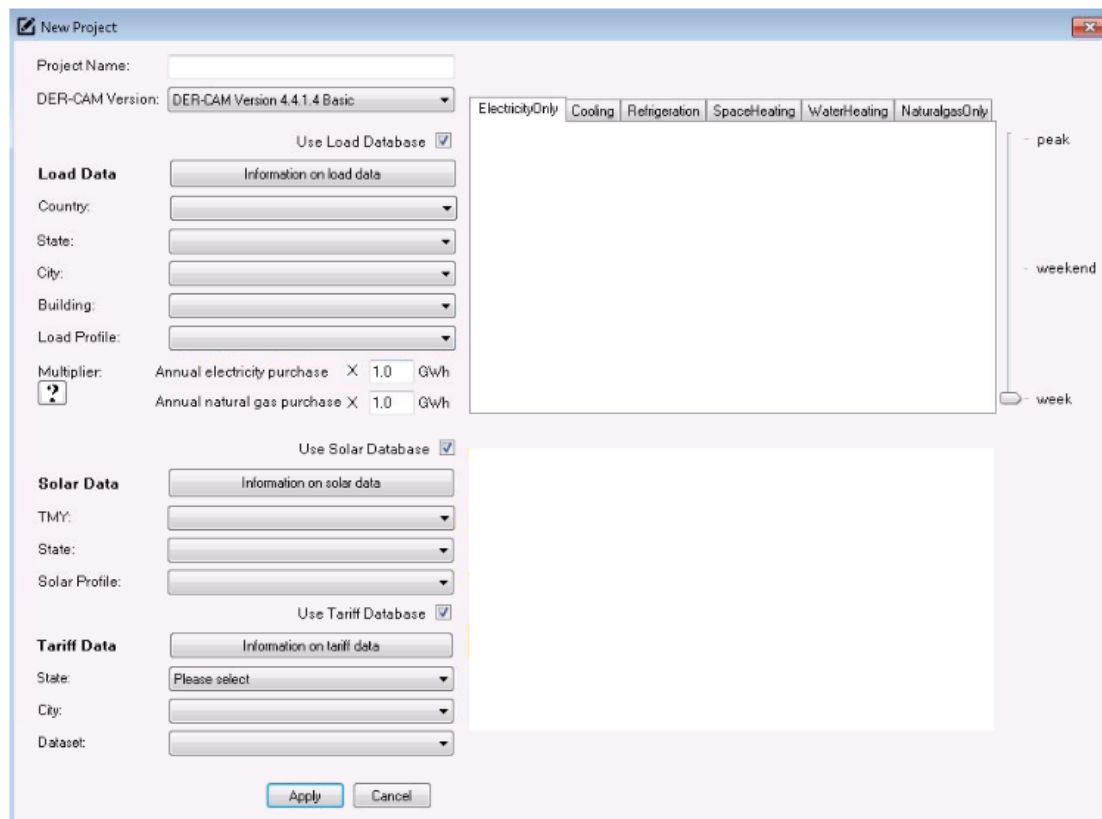 New Project
Project Name:
DER-CAM Version: DER-CAM Version 4.4.1.4 Basic
Use Load Database
Load Data Information on load data
Country:
State:
City:
Building:
Load Profile:
Multiplier: Annual electricity purchase X 1.0 GWh
? Annual natural gas purchase X 1.0 GWh
ElectricityOnly Cooling Refrigeration SpaceHeating WaterHeating NaturalgasOnly
peak
weekend
week
Use Solar Database
Solar Data Information on solar data
TMY:
State:
Solar Profile:
Use Tariff Database
Tariff Data Information on tariff data
State: Please select
City:
Dataset:
Apply Cancel